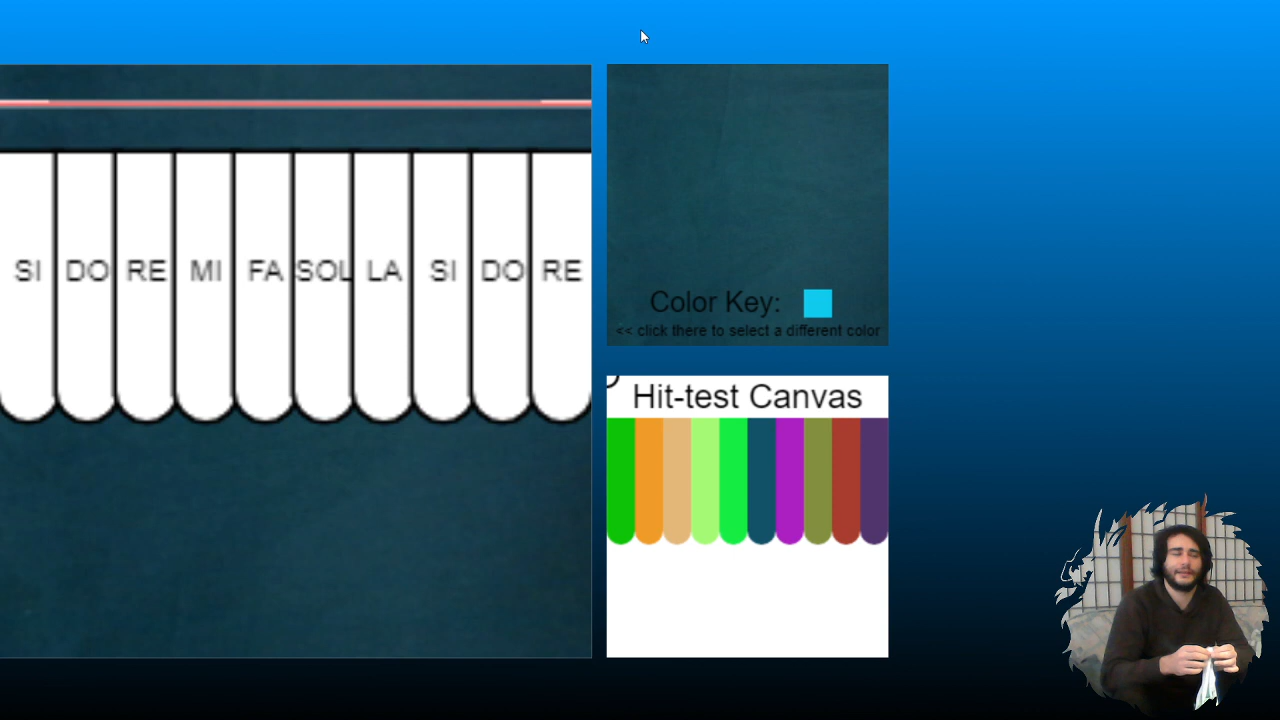 SI DO RE MI FA SOL LA SI DO RE
Color Key:
<< click there to select a different color
Hit-test Canvas